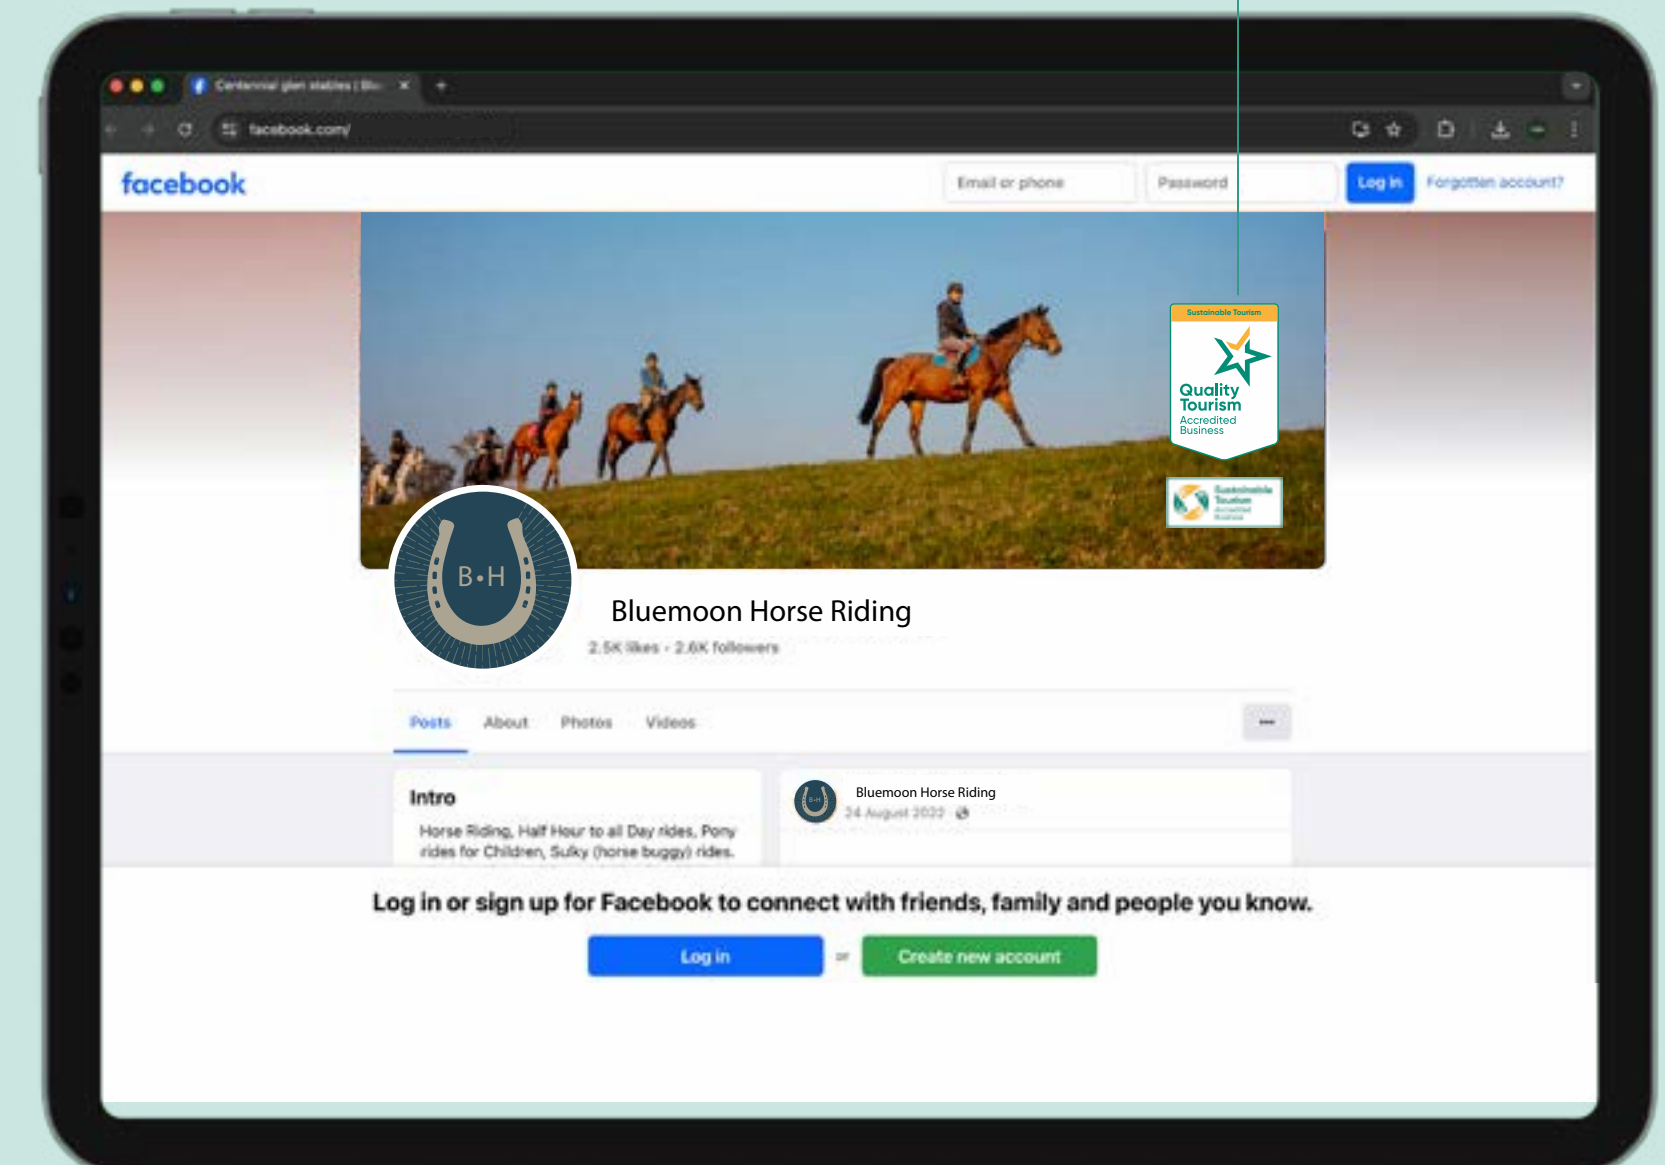 Centennial glen stables | Blu
facebook.com/
facebook
Email or phone
Password
Log in
Forgotten account?
Sustainable Tourism
Quality
Tourism
Accredited
Business
Sustainable
Tourism
Accredited
Business
B•H
Bluemoon Horse Riding
2.5K likes • 2.6K followers
Posts
About
Photos
Videos
Intro
Horse Riding, Half Hour to all Day rides, Pony
rides for Children, Sulky (horse buggy) rides.
B•H
Bluemoon Horse Riding
24 August 2022
Log in or sign up for Facebook to connect with friends, family and people you know.
Log in
or
Create new account